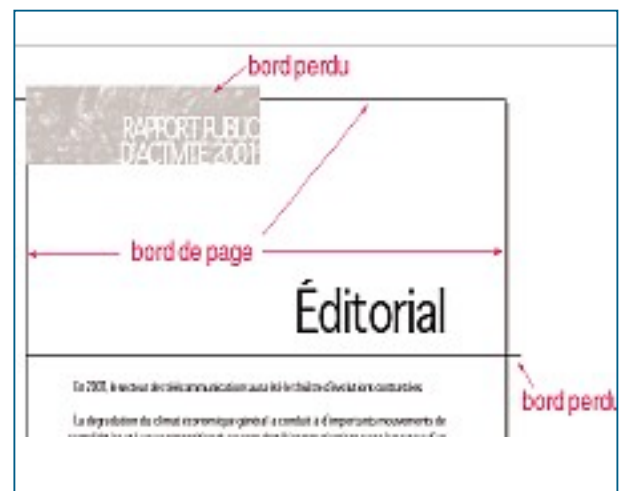 bord perdu
RAPPORT PUBLIC
D'ACTIVITE 2001
bord de page
Éditorial
En 2001, le secteur des télécommunications aura été le théâtre d'évolutions contrastées
bord perdu
La dégradation du climat économique général a conduit à d'importants mouvements de